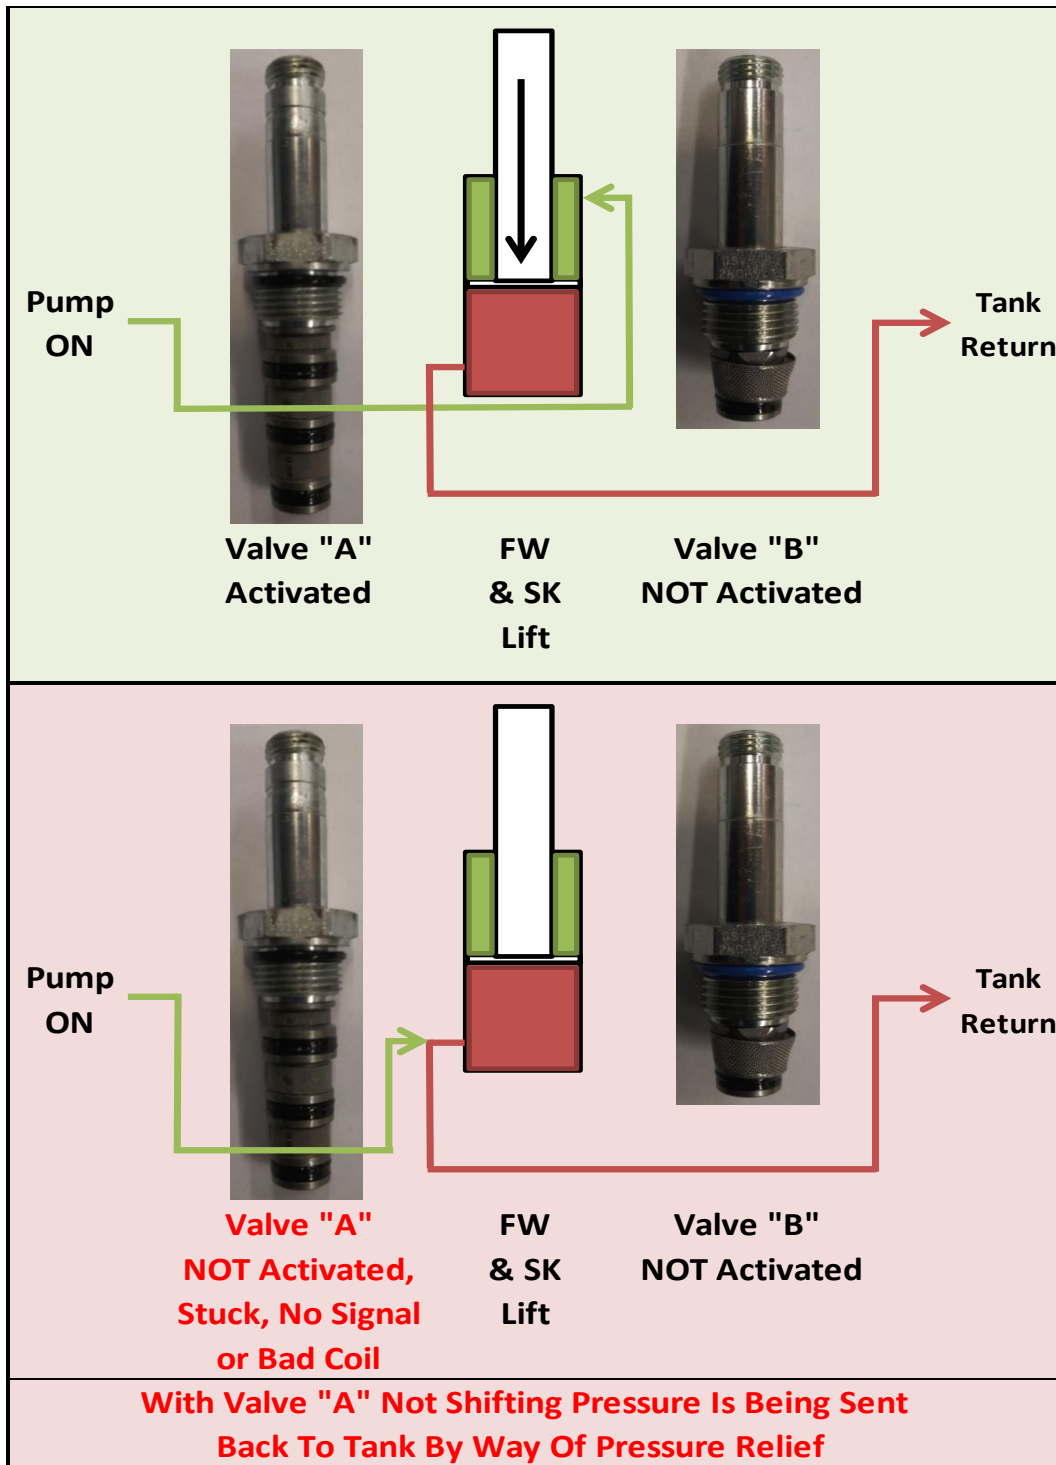 Pump
ON
Tank
Return
Valve "A"
Activated
FW
& SK
Lift
Valve "B"
NOT Activated
Pump
ON
Tank
Return
Valve "A"
NOT Activated,
Stuck, No Signal
or Bad Coil
FW
& SK
Lift
Valve "B"
NOT Activated
With Valve "A" Not Shifting Pressure Is Being Sent
Back To Tank By Way Of Pressure Relief